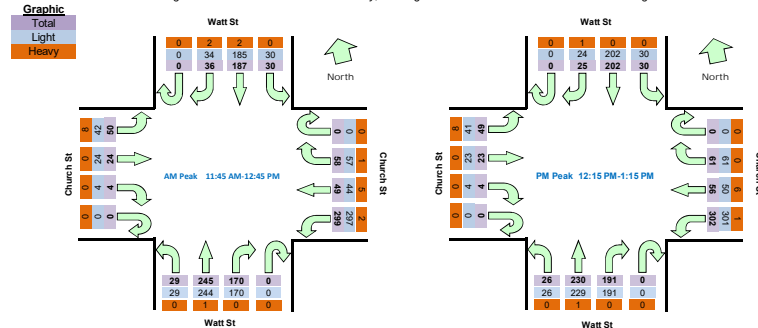 Graphic
Total
Light
Heavy
Watt St
0 2 2 0
0 34 185 30
0 36 187 30
North
Church St
8 42 50
0 24 24
0 4 4
0 0 0
AM Peak 11:45 AM-12:45 PM
0 0 0
58 57 1
49 44 5
299 297 2
Church St
29 245 170 0
29 244 170 0
0 1 0 0
Watt St
Watt St
0 1 0 0
0 24 202 30
0 25 202 30
North
Church St
8 41 49
0 23 23
0 4 4
0 0 0
PM Peak 12:15 PM-1:15 PM
0 0 0
61 61 0
56 50 6
302 301 1
26 230 191 0
26 229 191 0
0 1 0 0
Watt St